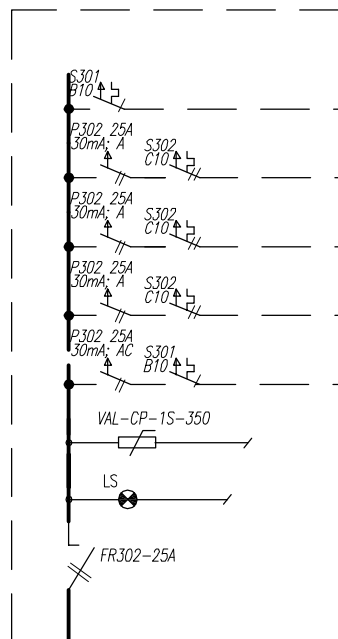 S301
B10
P302 25A
30mA; A
S302
C10
P302 25A
30mA; A
S302
C10
P302 25A
30mA; A
S302
C10
P302 25A
30mA; AC
S301
B10
VAL-CP-1S-350
LS
FR302-25A